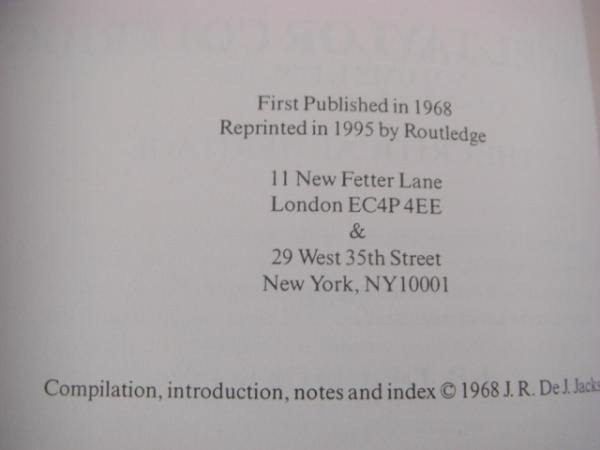 First Published in 1968
Reprinted in 1995 by Routledge
11 New Fetter Lane
London EC4P 4EE
&
29 West 35th Street
New York, NY10001
Compilation, introduction, notes and index © 1968 J. R. De J. Jacks